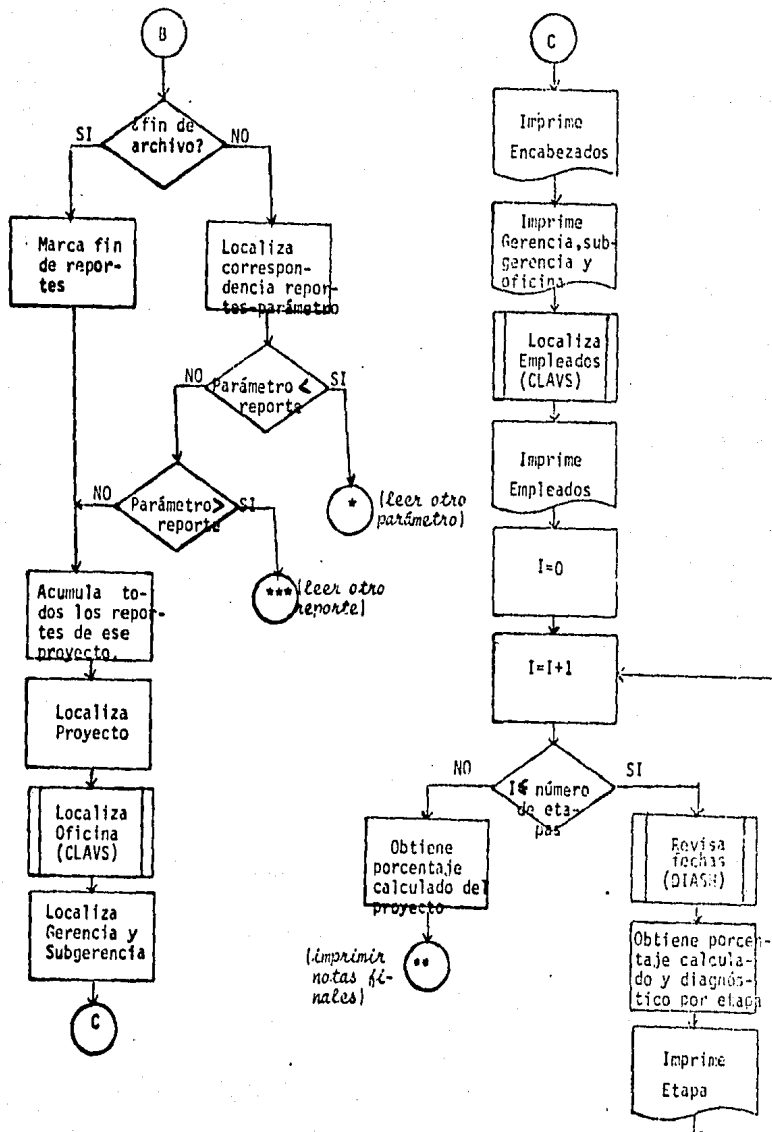 B
¿fin de
archivo?
SI
NO
Marca fin
de repor-
tes
Localiza
correspon-
dencia repor-
tes-parámetro
NO
Parámetro <
reporte
SI
NO
Parámetro>
reporte
SI
*
(leer otro
parámetro)
***
(leer otro
reporte)
Acumula to-
dos los repor-
tes de ese
proyecto.
Localiza
Proyecto
Localiza
Oficina
(CLAVS)
Localiza
Gerencia y
Subgerencia
C
C
Imprime
Encabezados
Imprime
Gerencia,sub-
gerencia y
oficina
Localiza
Empleados
(CLAVS)
Imprime
Empleados
I=0
I=I+1
NO
I≤ número
de eta-
pas
SI
Obtiene
porcentaje
calculado del
proyecto
(imprimir
notas fi-
nales)
**
Revisa
fechas
(DIASH)
Obtiene porcen-
taje calcula-
do y diagnós-
tico por etapa
Imprime
Etapa